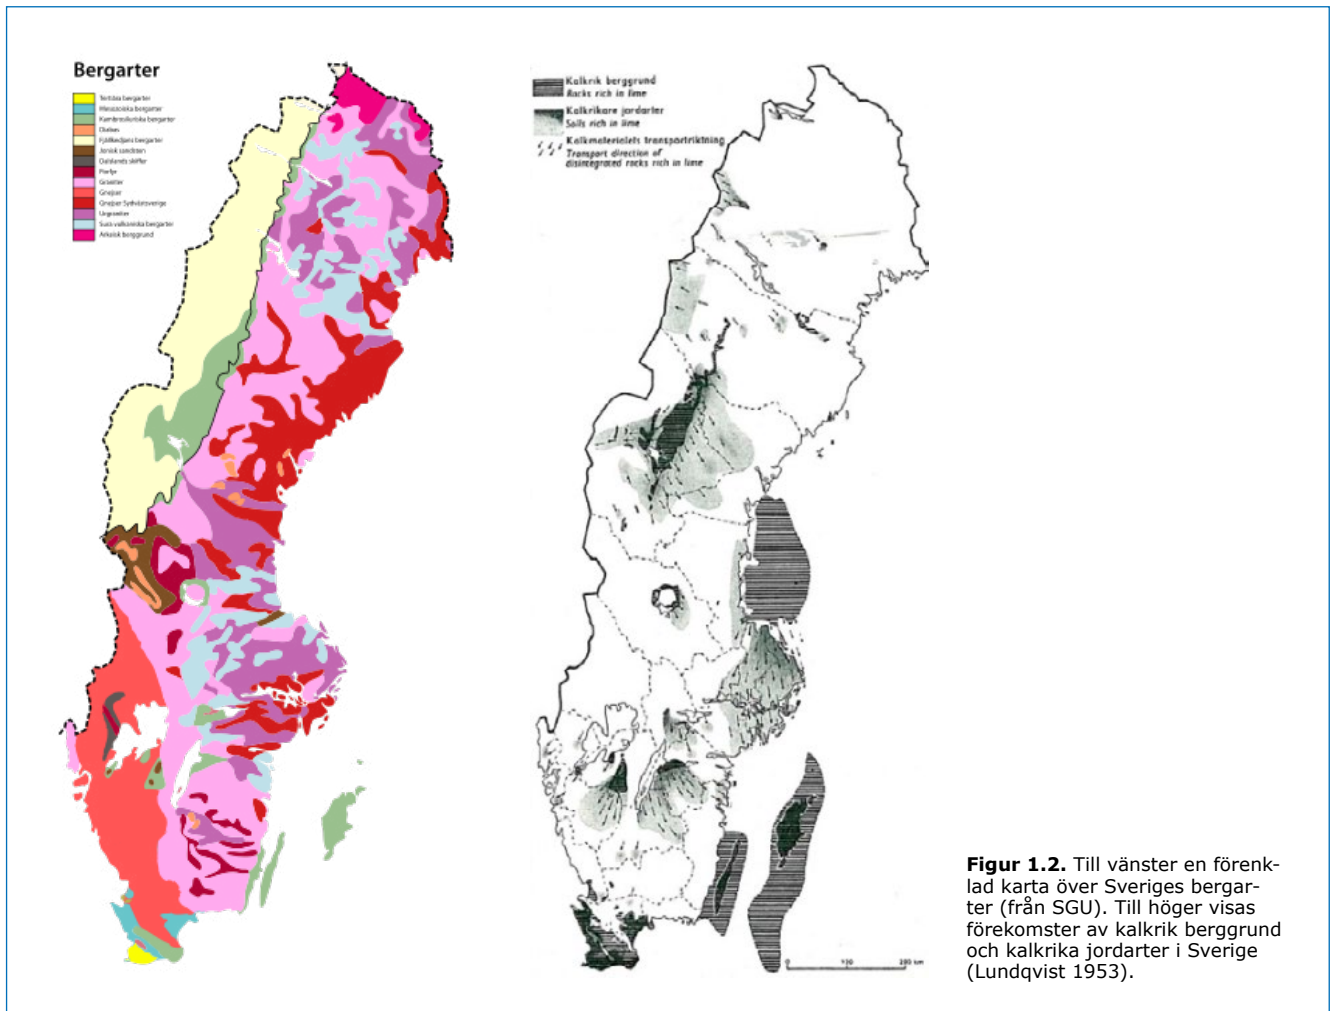 Bergarter
Tertiära bergarter
Mesozoiska bergarter
Kambrosiluriska bergarter
Diabas
Fjällkedjans bergarter
Jotnisk sandsten
Dalslands skiffer
Porfyr
Graniter
Gnejser
Gnejser Sydvästsverige
Urgraniter
Sura vulkaniska bergarter
Arkeisk berggrund
Kalkrik berggrund
Rocks rich in lime
Kalkrikare jordarter
Soils rich in lime
Kalkmaterialets transportriktning
Transport direction of
disintegrated rocks rich in lime
0 100 200 km
Figur 1.2. Till vänster en förenk-
lad karta över Sveriges bergar-
ter (från SGU). Till höger visas
förekomster av kalkrik berggrund
och kalkrika jordarter i Sverige
(Lundqvist 1953).